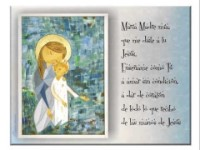 María Madre mía
que me diste a tu
Jesús.
Enséñame como Tú
a amar sin condición
a dar de corazón
de todo lo que recibo
de las manos de Jesús